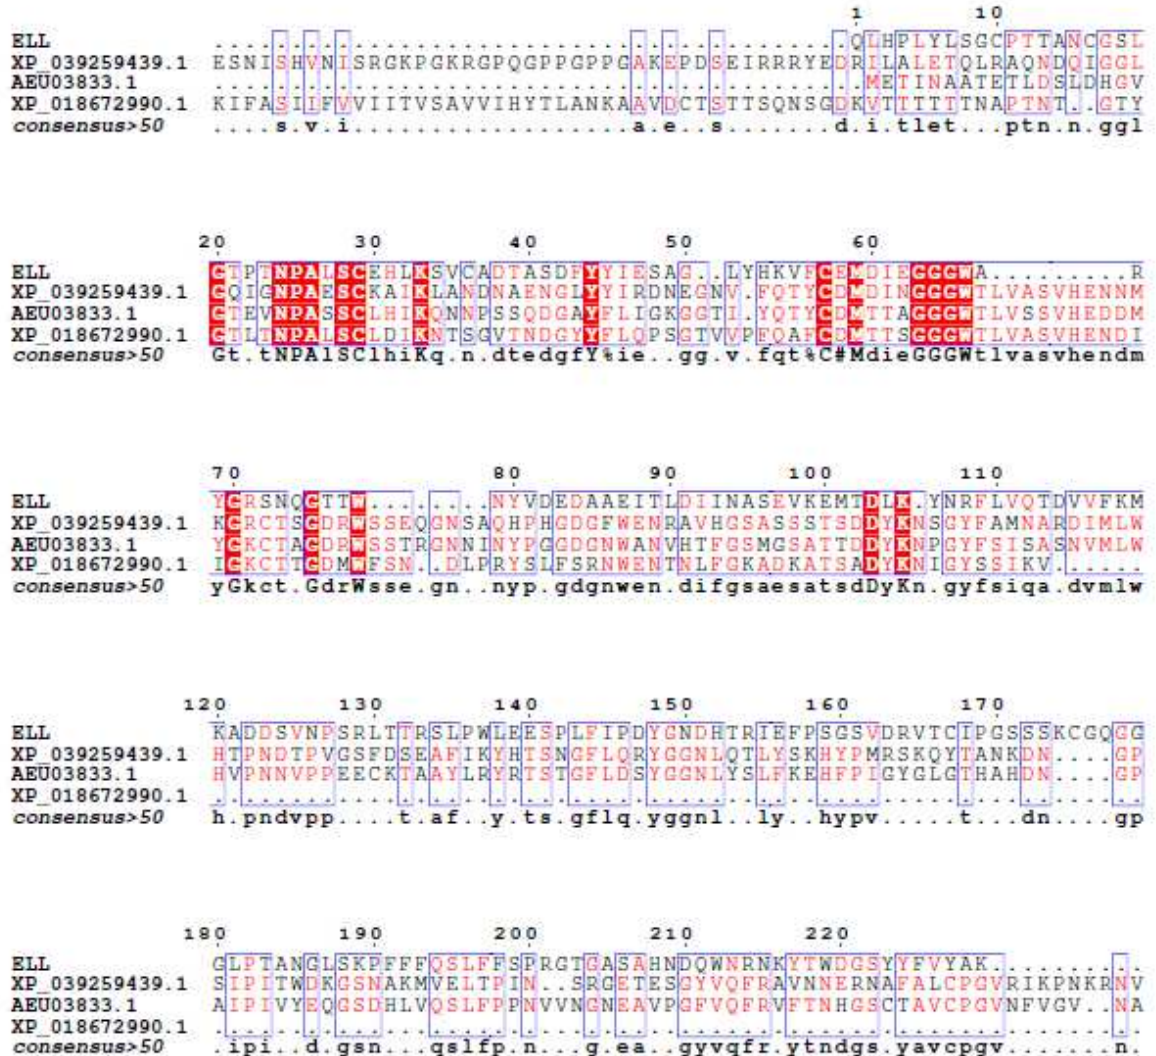 1 10
ELL ................................................QLHPLYLSGCPTTANCGSL
XP_039259439.1 ESNISHVNISRGKPGKRGPQGPPGPPGAKEPDSEIRRRYEDRILALETQLRAQNDQIGGL
AEU03833.1 ...........................................METINAATETLDSLDHGV
XP_018672990.1 KIFASLIFVVIITVSAVVIHYTLANKAAVDCTSTTSQNSGDKVTTTTTTNAPTNT.GTY
consensus>50 ....s.v.i..................a.e..s.......d.i.tlet...ptn.n.ggl
20 30 40 50 60
ELL GTPTNPALSCEHLKSVCADTASDFYYIESAG..LYHKVFCEMDIEGGGWA.........R
XP_039259439.1 GQIGNPAESCKAIKLANDNAENGLYYIRDNEGNV.FQTYCDMDINGGGWTLVASVHENNM
AEU03833.1 GTEVNPASSCLHIKQNNPSSQDGAYFLIGKGGTI.YQTYCDMTTAGGGWTLVSSVHEDDM
XP_018672990.1 GTLTNPALSCLDIKNTSGVTNDGYYFLQPSGTVVPFQAFCDMTTSGGGWTLVASVHENDI
consensus>50 Gt.tNPAlSClhiKq.n.dtedgfY%ie..gg.v.fqt%C#MdieGGGWtlvasvhendm
70 80 90 100 110
ELL YGRSNQGTTW.....  ...NYVDEDAAEITLDIINASEVKEMTDLK.YNRFLVQTDVVFKM
XP_039259439.1 KGRCTSGDRWSSEQGNSAQHPHGDGFWENRAVHGSASSSTSDDYKNSGYFAMNARDIMLW
AEU03833.1 YGKCTAGDRWSSTRGNNINYPGGDGNWANVHTFGSMGSATTDDYKNPGYFSISASNVMLW
XP_018672990.1 IGKCTTGDMWFSN..DLPRYSLFSRNWENTNLFGKADKATSADYKNIGYSSIKV......
consensus>50 yGkct.GdrWsse.gn..nyp.gdgnwen.difgsaesatsdDyKn.gyfsiqa.dvmlw
120 130 140 150 160 170
ELL KADDSVNPSRLTTRSLPWLEESPLFIPDYGNDHTRIEFPSGSVDRVTCIPGSSSKCGQGG
XP_039259439.1 HTPNDTPVGSFDSEAFIKYHTSNGFLQRYGGNLQTLYSKHYPMRSKQYTANKDN....GP
AEU03833.1 HVPNNVPPEECKTAAYLRYRTSTGFLDSYGGNLYSLFKEHFPIGYGLGTHAHDN....GP
XP_018672990.1 ............................................................
consensus>50 h.pndvpp....t.af..y.ts.gflq.yggnl..ly..hypv.....t...dn....gp
180 190 200 210 220
ELL GLPTANGLSKPFFFQSLFFSPRGTGASAHNDQWNRNKYTWDGSYYFVYAK..........
XP_039259439.1 SIPITWDKGSNAKMVELTPIN..SRGETESGYVQFRAVNNERNAFALCPGVRIKPNKRNV
AEU03833.1 AIPIVYEQGSDHLVQSLFPPNVVNGNEAVPGFVQFRVFTNHGSCTAVCPGVNFVGV..NA
XP_018672990.1 ............................................................
consensus>50 .ipi..d.gsn...qslfp.n...g.ea..gyvqfr.ytndgs.yavcpgv.......n.